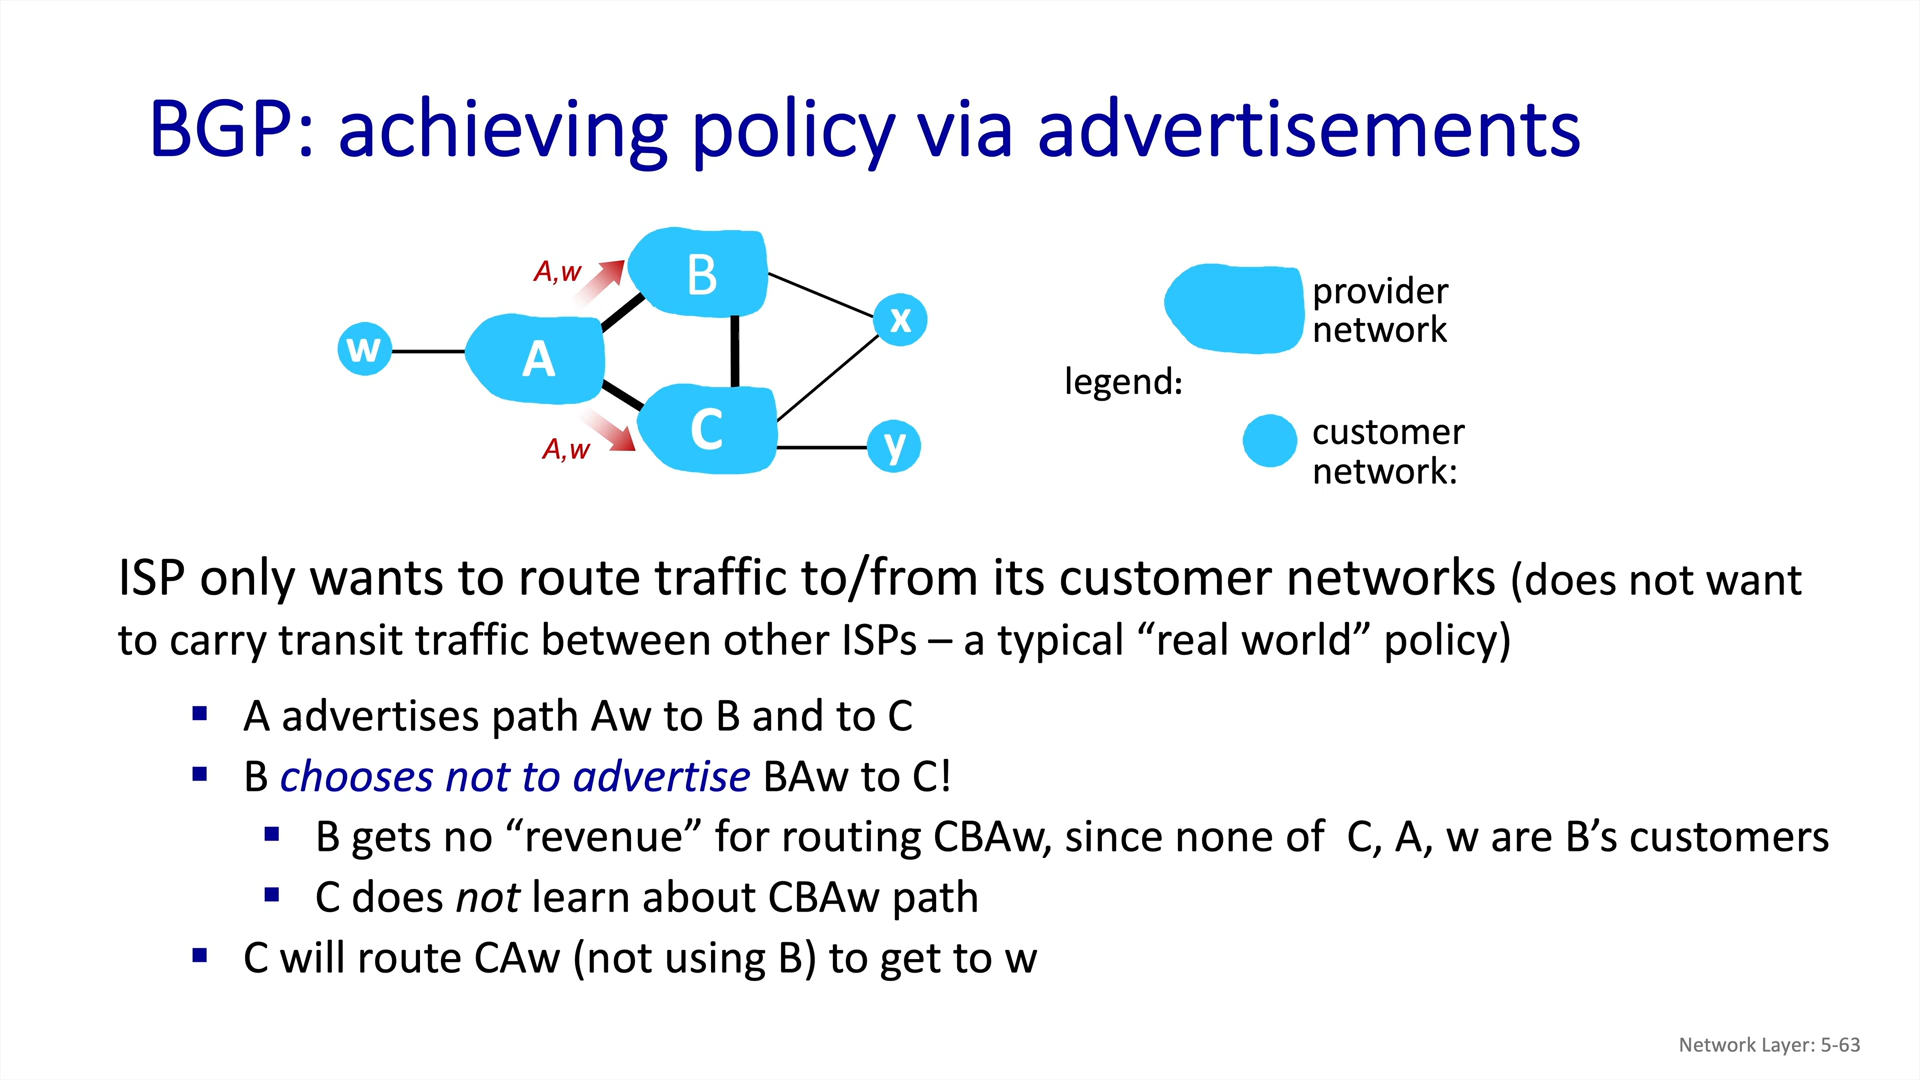 BGP: achieving policy via advertisements
A,w
B
x
w
A
C
A,w
y
provider
network
legend:
customer
network:
ISP only wants to route traffic to/from its customer networks (does not want
to carry transit traffic between other ISPs – a typical “real world” policy)
▪ A advertises path Aw to B and to C
▪ B chooses not to advertise BAw to C!
▪ B gets no “revenue” for routing CBAw, since none of  C, A, w are B’s customers
▪ C does not learn about CBAw path
▪ C will route CAw (not using B) to get to w
Network Layer: 5-63